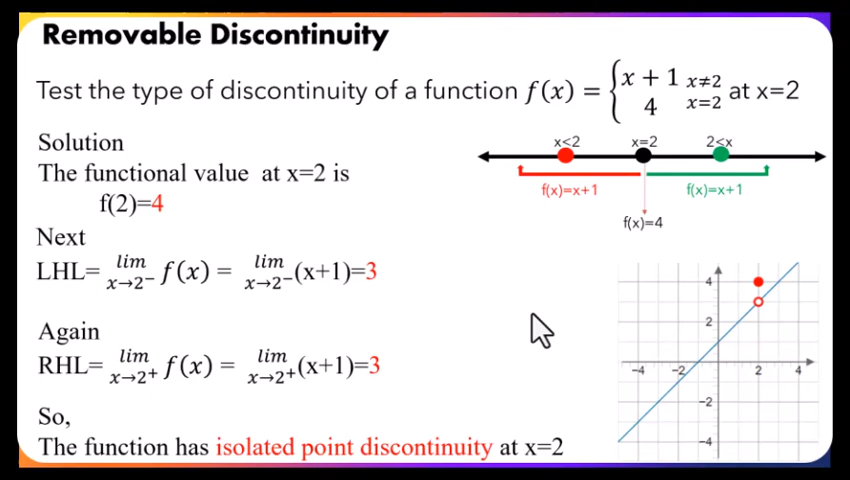 Removable Discontinuity
Test the type of discontinuity of a function f(x) = { x + 1 x≠2 at x=2
4 x=2
Solution
The functional value at x=2 is
f(2)=4
Next
LHL= lim x→2⁻ f(x) = lim x→2⁻ (x+1)=3
Again
RHL= lim x→2⁺ f(x) = lim x→2⁺ (x+1)=3
So,
The function has isolated point discontinuity at x=2
x<2 x=2 2<x
f(x)=x+1 f(x)=x+1
f(x)=4
4
2
-4 -2 2 4
-2
-4